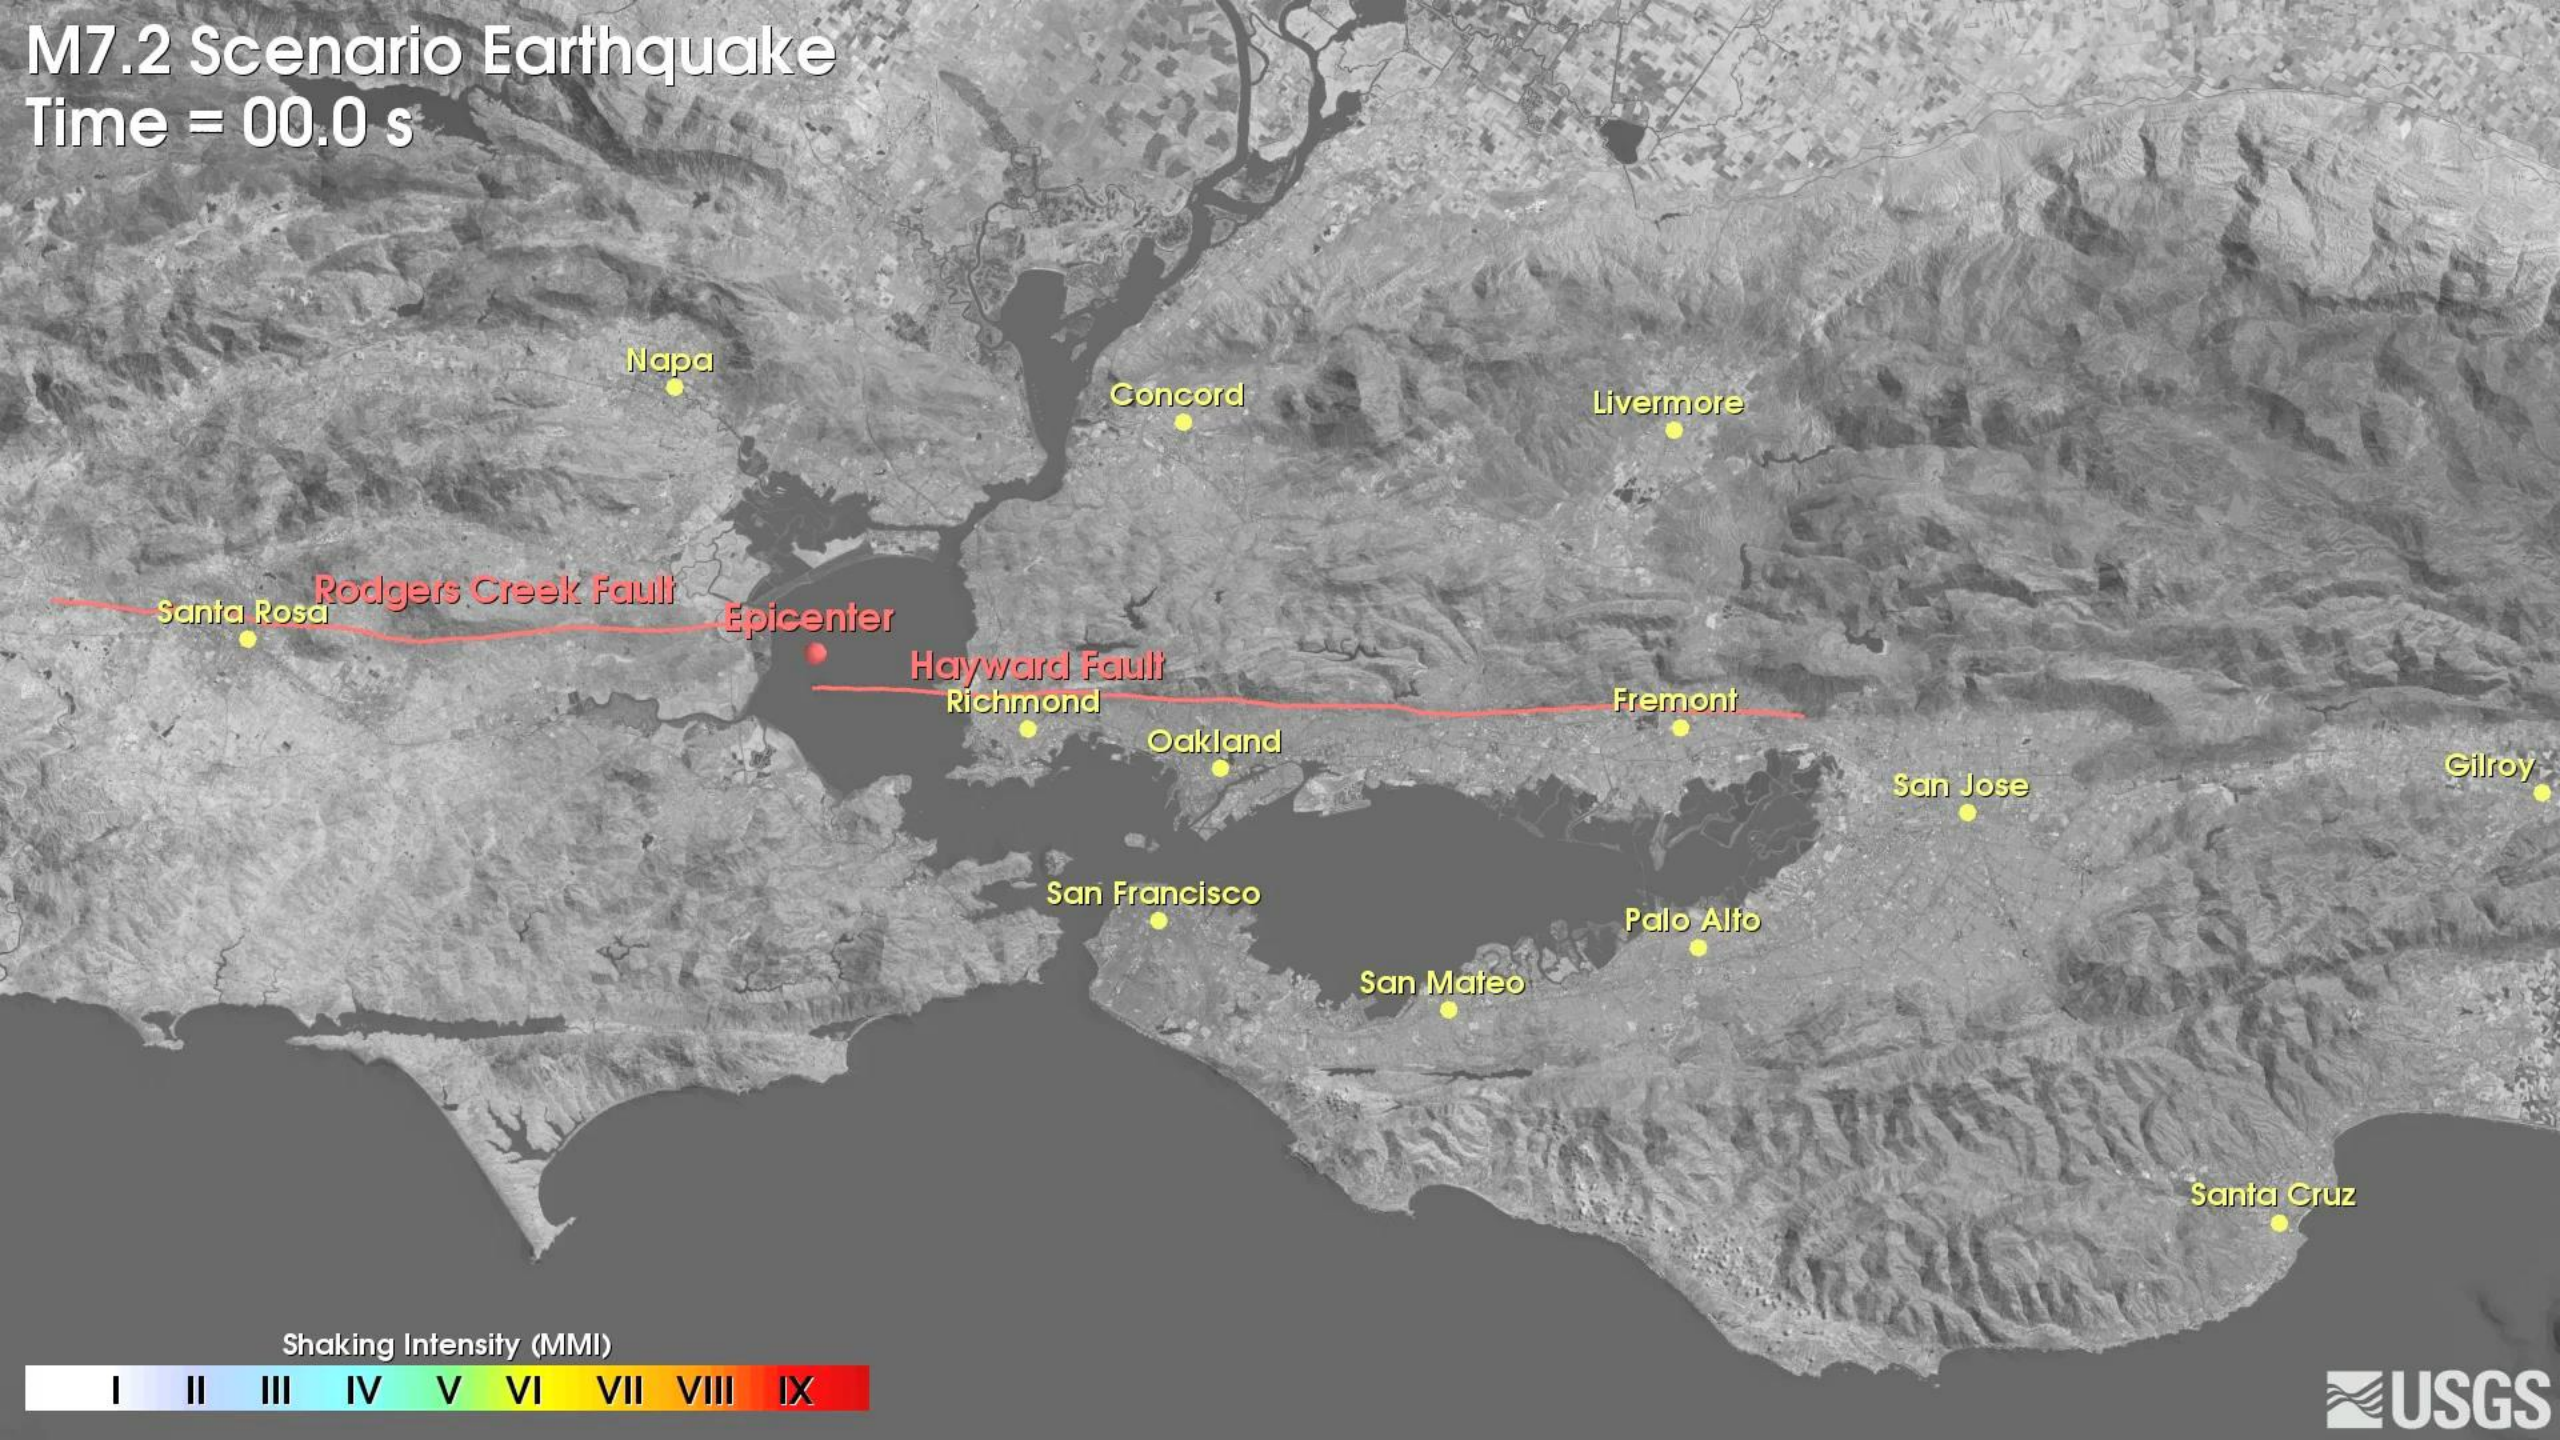 M7.2 Scenario Earthquake
Time = 00.0 s
Napa
Concord
Livermore
Rodgers Creek Fault
Santa Rosa
Epicenter
Hayward Fault
Richmond
Fremont
Oakland
Gilroy
San Jose
San Francisco
Palo Alto
San Mateo
Santa Cruz
Shaking Intensity (MMI)
I II III IV V VI VII VIII IX
USGS